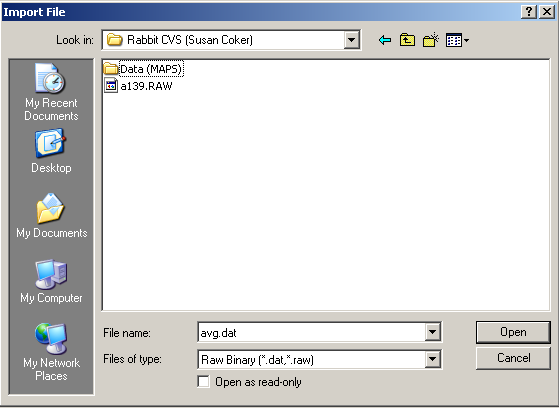 Import File
Look in: Rabbit CVS (Susan Coker)
Data (MAPS)
a139.RAW
My Recent
Documents
Desktop
My Documents
My Computer
My Network
Places
File name: avg.dat Open
Files of type: Raw Binary (*.dat,*.raw) Cancel
Open as read-only